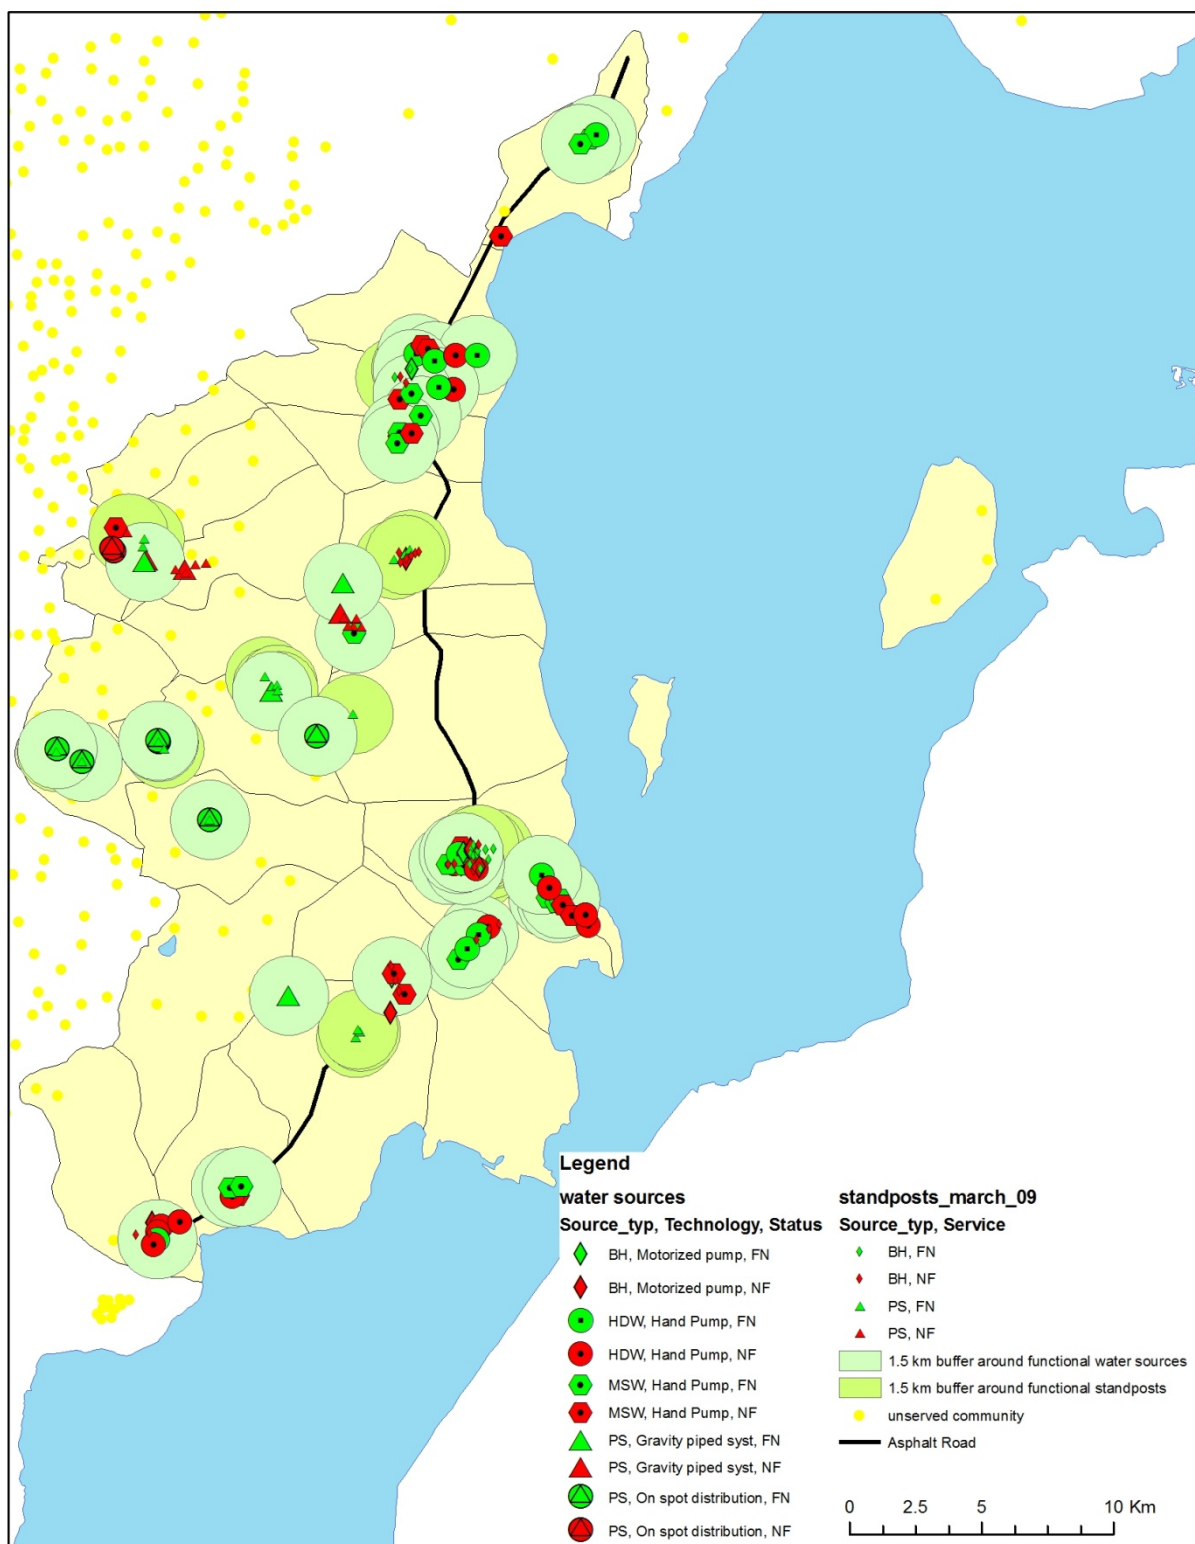 Legend
water sources
Source_typ, Technology, Status
BH, Motorized pump, FN
BH, Motorized pump, NF
HDW, Hand Pump, FN
HDW, Hand Pump, NF
MSW, Hand Pump, FN
MSW, Hand Pump, NF
PS, Gravity piped syst, FN
PS, Gravity piped syst, NF
PS, On spot distribution, FN
PS, On spot distribution, NF
standposts_march_09
Source_typ, Service
BH, FN
BH, NF
PS, FN
PS, NF
1.5 km buffer around functional water sources
1.5 km buffer around functional standposts
unserved community
Asphalt Road
0 2.5 5 10 Km